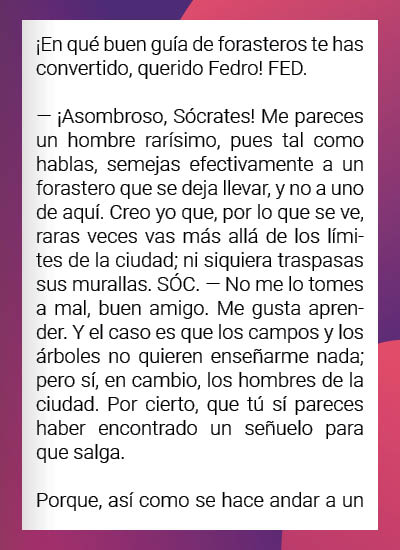 ¡En qué buen guía de forasteros te has
convertido, querido Fedro! FED.
— ¡Asombroso, Sócrates! Me pareces
un hombre rarísimo, pues tal como
hablas, semejas efectivamente a un
forastero que se deja llevar, y no a uno
de aquí. Creo yo que, por lo que se ve,
raras veces vas más allá de los lími-
tes de la ciudad; ni siquiera traspasas
sus murallas. SÓC. — No me lo tomes
a mal, buen amigo. Me gusta apren-
der. Y el caso es que los campos y los
árboles no quieren enseñarme nada;
pero sí, en cambio, los hombres de la
ciudad. Por cierto, que tú sí pareces
haber encontrado un señuelo para
que salga.
Porque, así como se hace andar a un